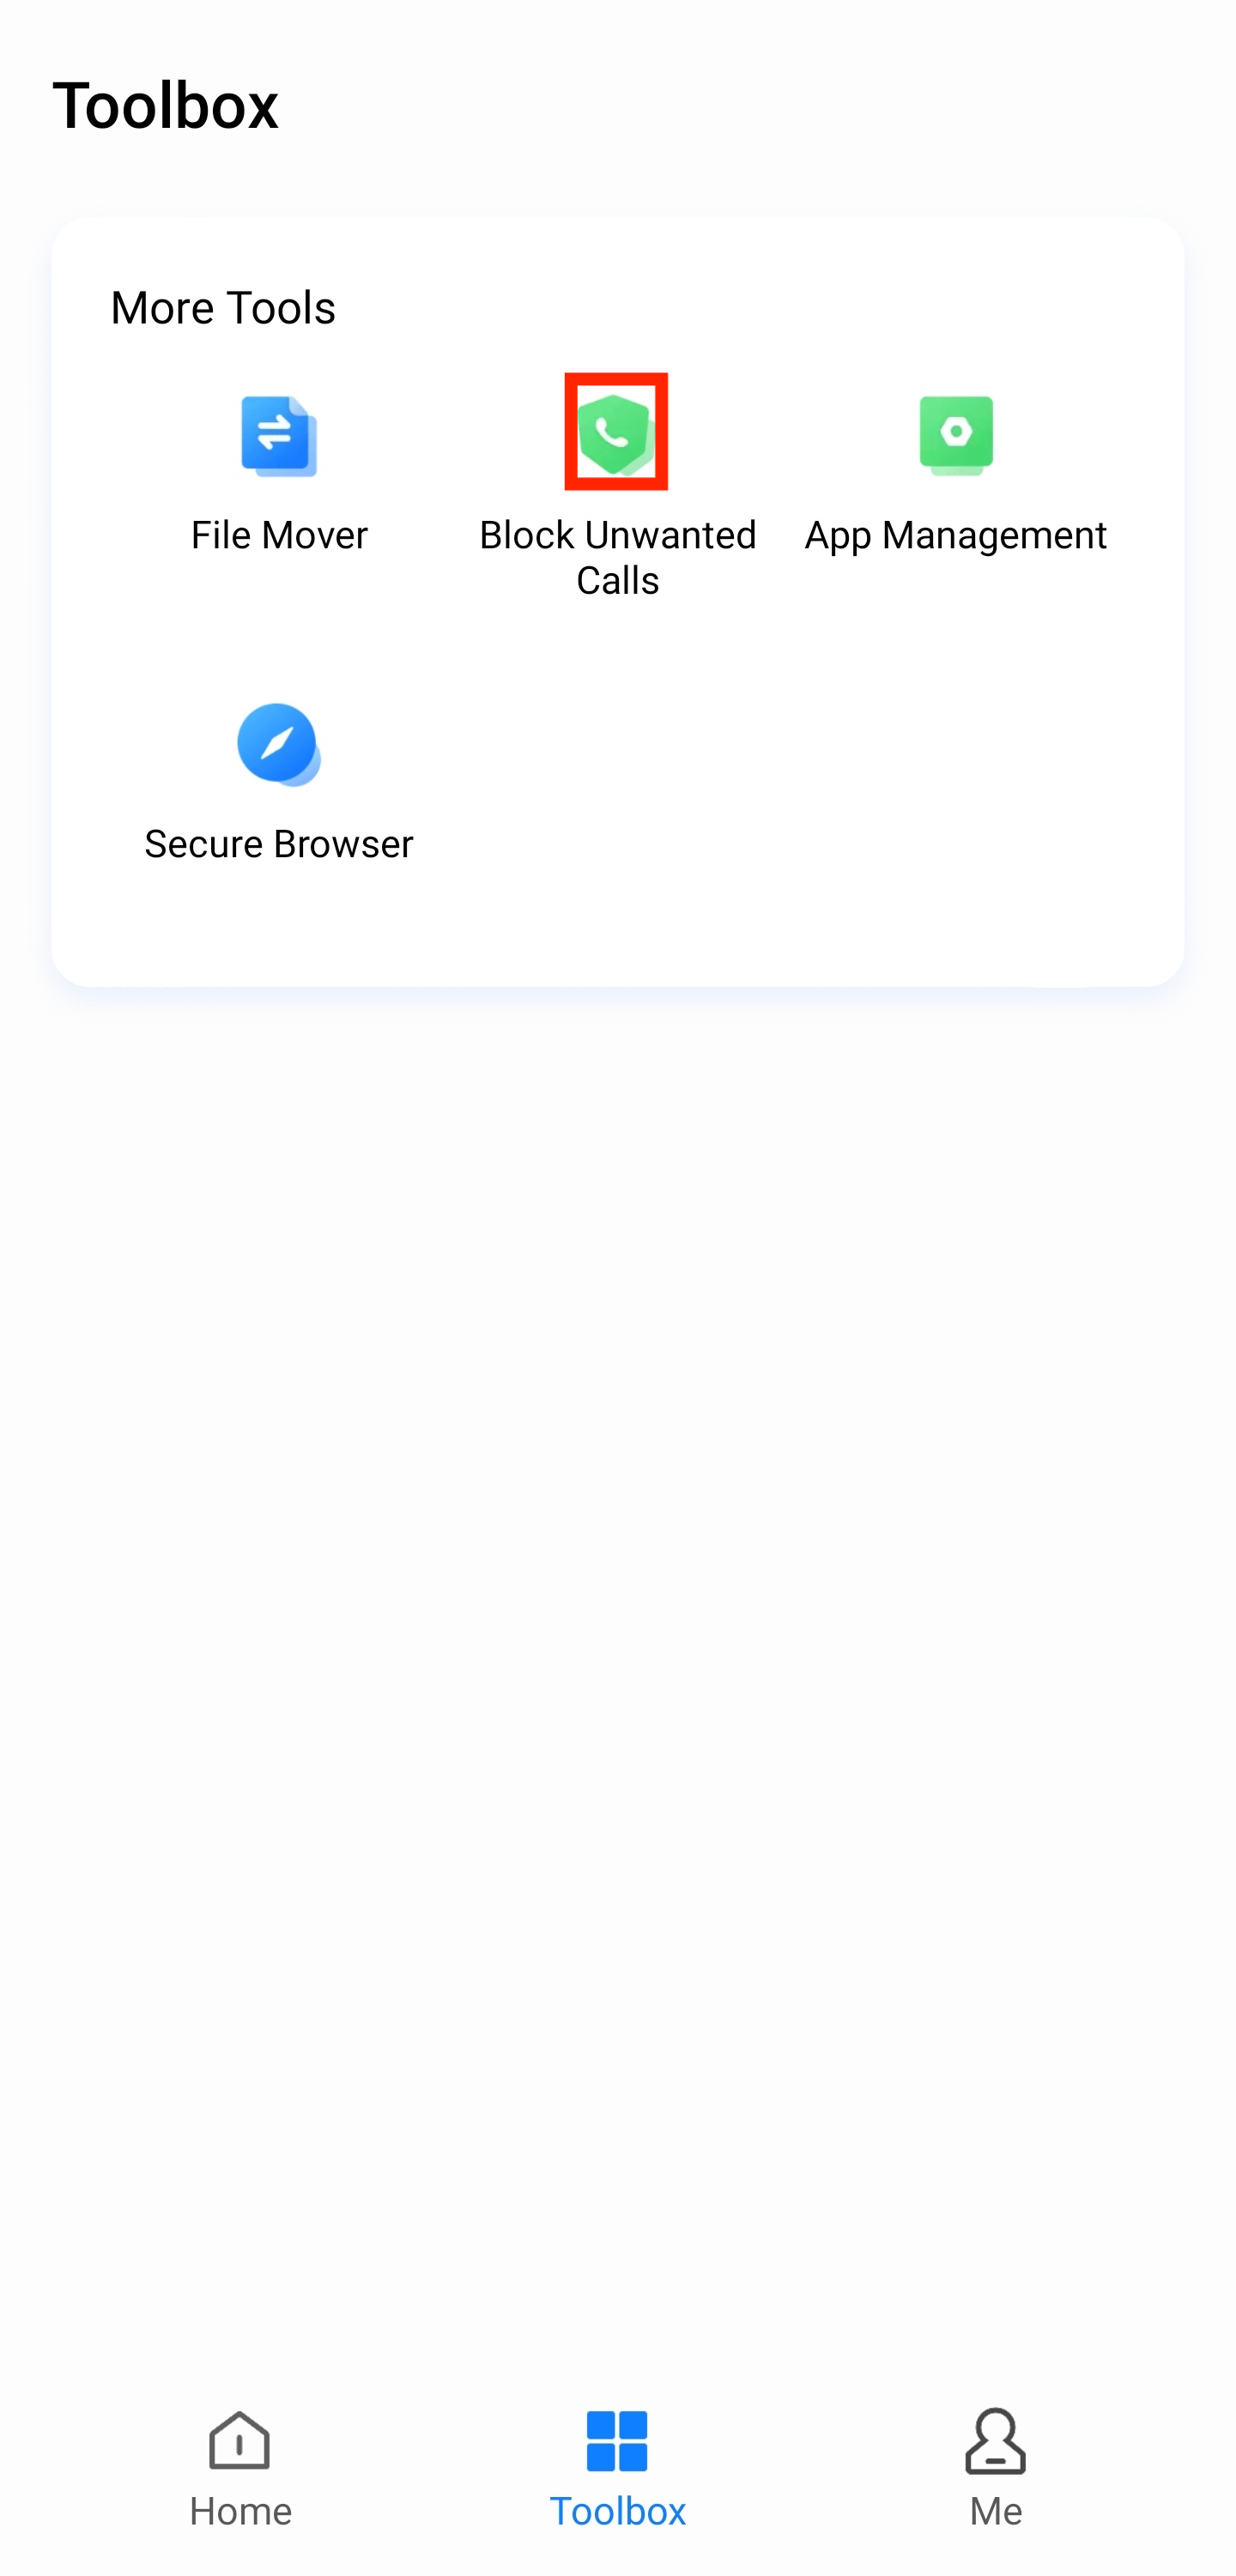 Toolbox
More Tools
File Mover
Block Unwanted
Calls
App Management
Secure Browser
Home
Toolbox
Me